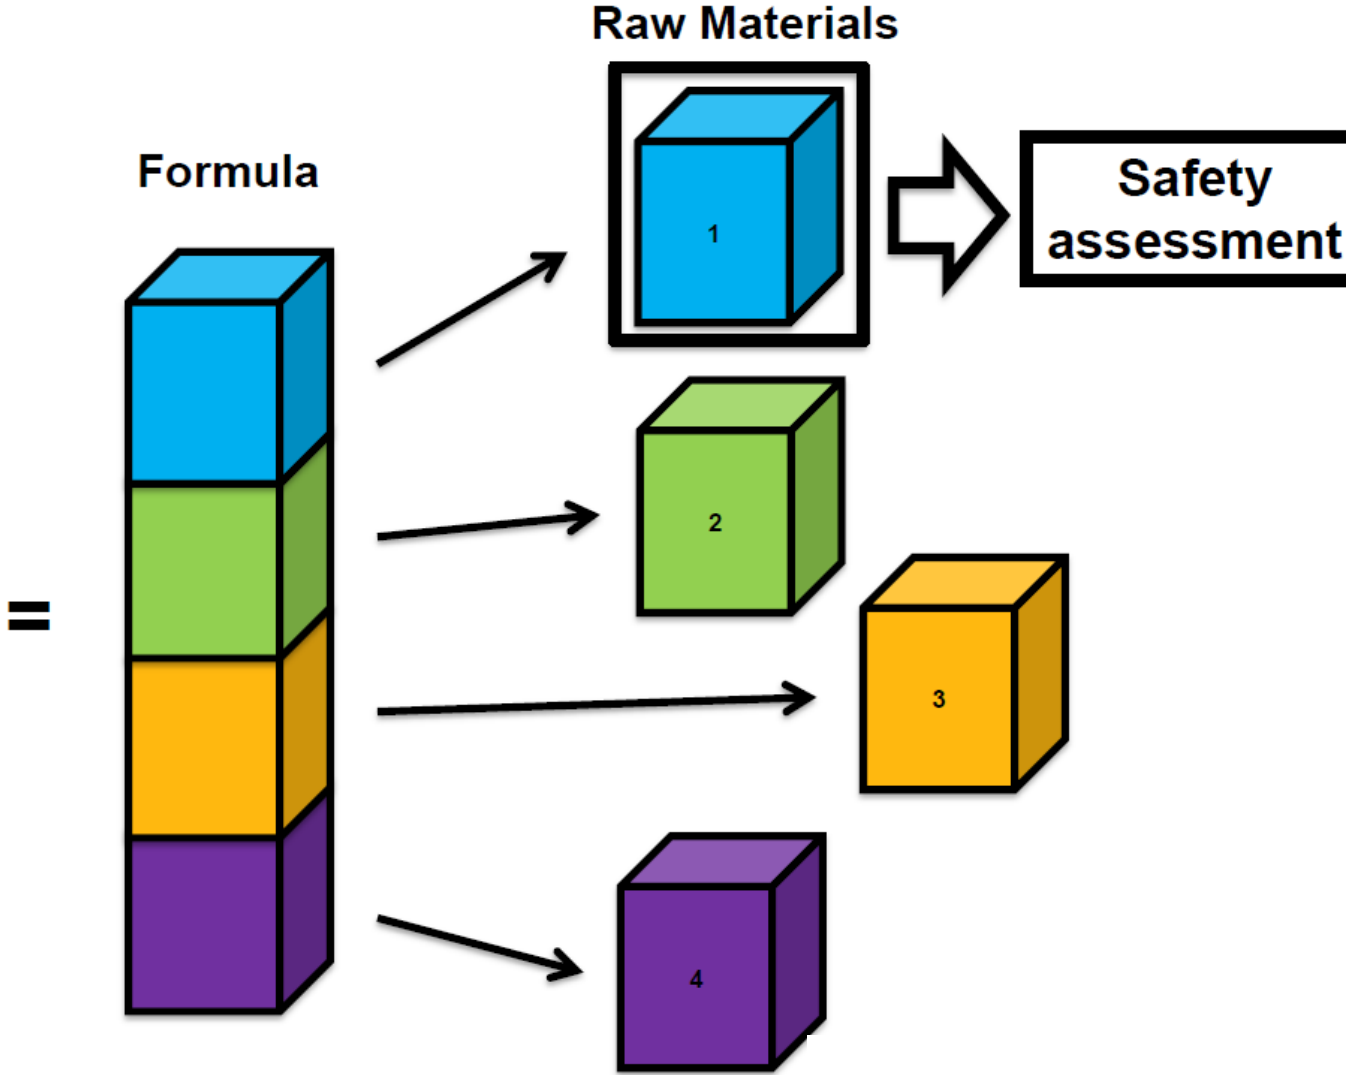 Raw Materials
Formula
1
Safety
assessment
2
=
3
4